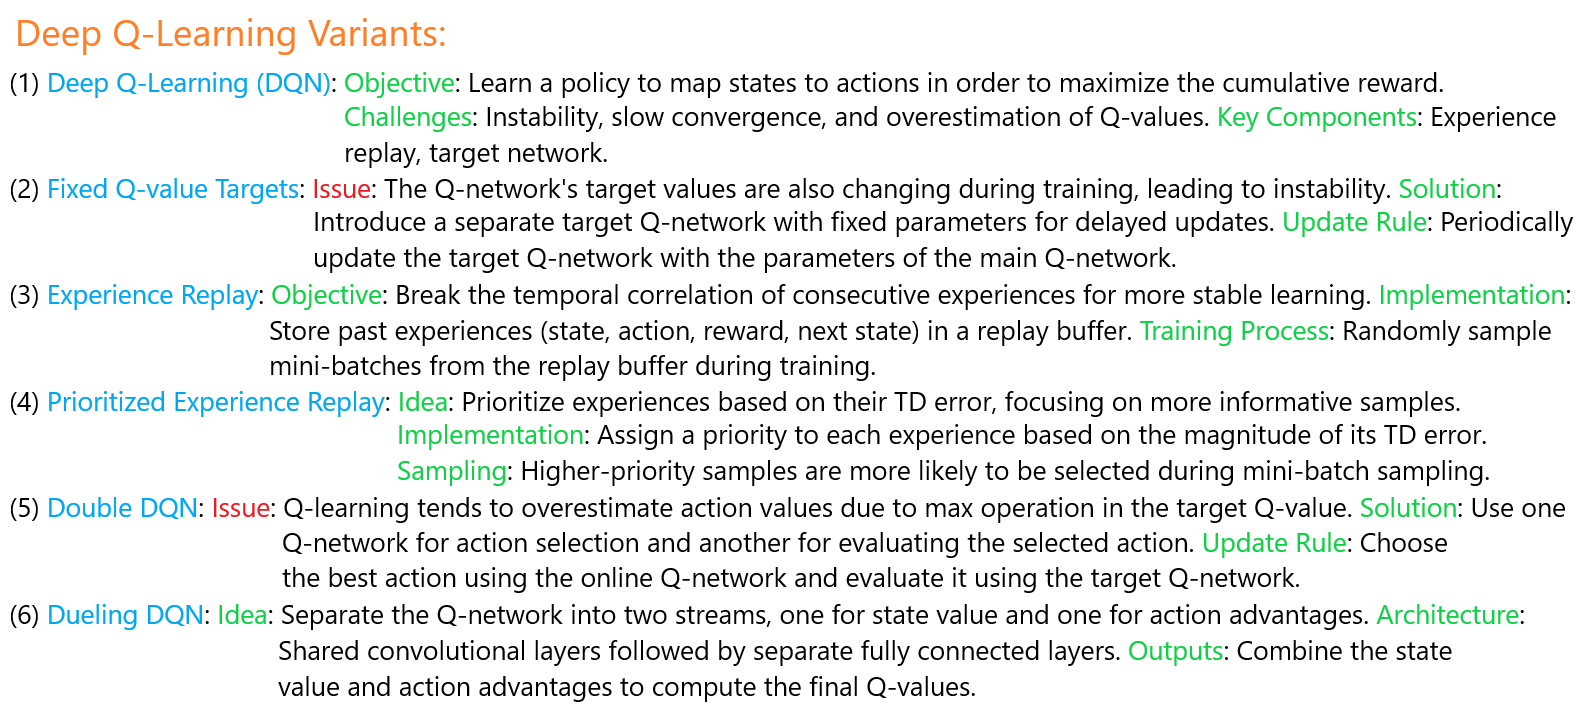 Deep Q-Learning Variants:
(1) Deep Q-Learning (DQN): Objective: Learn a policy to map states to actions in order to maximize the cumulative reward.
Challenges: Instability, slow convergence, and overestimation of Q-values. Key Components: Experience
replay, target network.
(2) Fixed Q-value Targets: Issue: The Q-network's target values are also changing during training, leading to instability. Solution:
Introduce a separate target Q-network with fixed parameters for delayed updates. Update Rule: Periodically
update the target Q-network with the parameters of the main Q-network.
(3) Experience Replay: Objective: Break the temporal correlation of consecutive experiences for more stable learning. Implementation:
Store past experiences (state, action, reward, next state) in a replay buffer. Training Process: Randomly sample
mini-batches from the replay buffer during training.
(4) Prioritized Experience Replay: Idea: Prioritize experiences based on their TD error, focusing on more informative samples.
Implementation: Assign a priority to each experience based on the magnitude of its TD error.
Sampling: Higher-priority samples are more likely to be selected during mini-batch sampling.
(5) Double DQN: Issue: Q-learning tends to overestimate action values due to max operation in the target Q-value. Solution: Use one
Q-network for action selection and another for evaluating the selected action. Update Rule: Choose
the best action using the online Q-network and evaluate it using the target Q-network.
(6) Dueling DQN: Idea: Separate the Q-network into two streams, one for state value and one for action advantages. Architecture:
Shared convolutional layers followed by separate fully connected layers. Outputs: Combine the state
value and action advantages to compute the final Q-values.